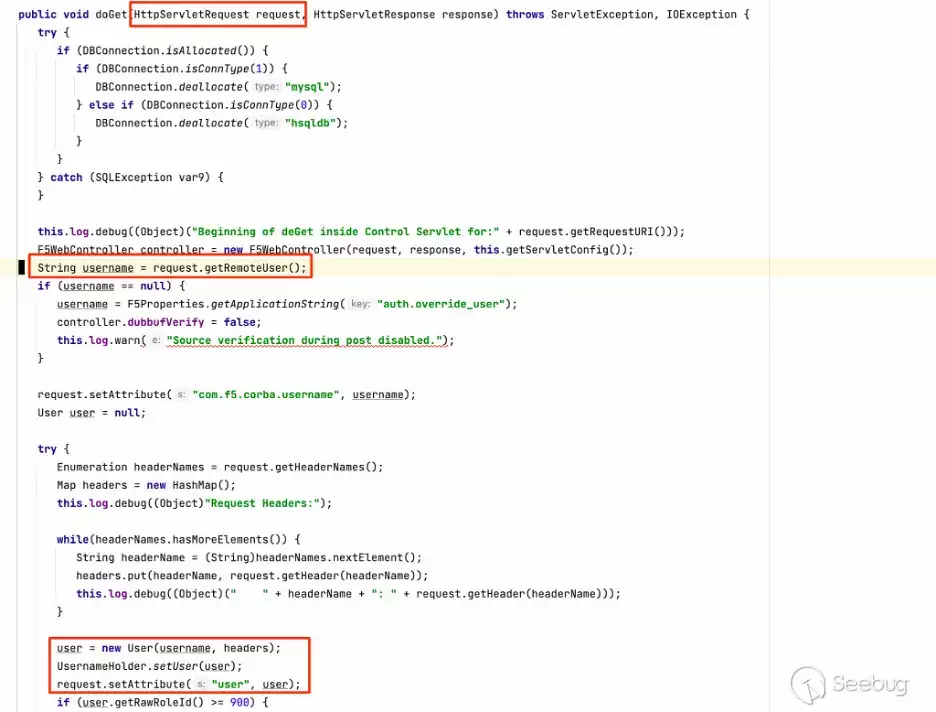 public void doGet(HttpServletRequest request, HttpServletResponse response) throws ServletException, IOException {
try {
if (DBConnection.isAllocated()) {
if (DBConnection.isConnType(1)) {
DBConnection.deallocate( type: "mysql");
} else if (DBConnection.isConnType(0)) {
DBConnection.deallocate( type: "hsqldb");
}
}
} catch (SQLException var9) {
}
this.log.debug((Object)("Beginning of deGet inside Control Servlet for:" + request.getRequestURI()));
F5WebController controller = new F5WebController(request, response, this.getServletConfig());
String username = request.getRemoteUser();
if (username == null) {
username = F5Properties.getApplicationString( key: "auth.override_user");
controller.dubbufVerify = false;
this.log.warn( e: "Source verification during post disabled.");
}
request.setAttribute( s: "com.f5.corba.username", username);
User user = null;
try {
Enumeration headerNames = request.getHeaderNames();
Map headers = new HashMap();
this.log.debug((Object)"Request Headers:");
while(headerNames.hasMoreElements()) {
String headerName = (String)headerNames.nextElement();
headers.put(headerName, request.getHeader(headerName));
this.log.debug((Object)("    " + headerName + ": " + request.getHeader(headerName)));
}
user = new User(username, headers);
UsernameHolder.setUser(user);
request.setAttribute( s: "user", user);
if (user.getRawRoleId() >= 900) {
Seebug